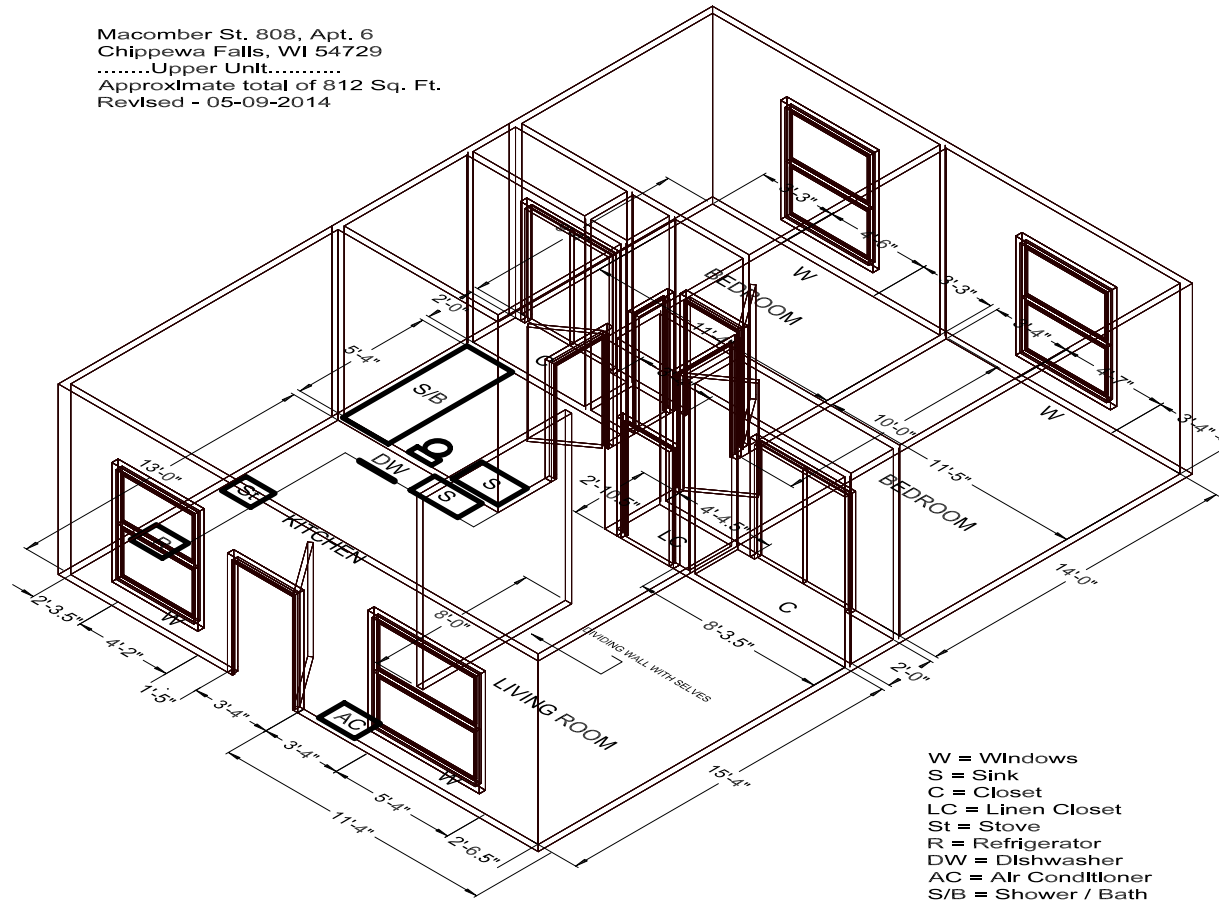 Macomber St. 808, Apt. 6
Chippewa Falls, WI 54729
........Upper Unit...........
Approximate total of 812 Sq. Ft.
Revised - 05-09-2014
3'-3"
4'-6"
3'-3"
W
BEDROOM
3'-4"
4'-7"
3'-4"
W
2'-0"
5'-4"
C
11'-4"
10'-0"
11'-5"
BEDROOM
14'-0"
S/B
DW
S
S
13'-0"
St
R
KITCHEN
2'-10.5"
4'-4.5"
LC
C
8'-3.5"
2'-0"
W
8'-0"
DIVIDING WALL WITH SELVES
LIVING ROOM
2'-3.5"
4'-2"
1'-5"
3'-4"
AC
W
3'-4"
5'-4"
2'-6.5"
11'-4"
15'-4"
W = Windows
S = Sink
C = Closet
LC = Linen Closet
St = Stove
R = Refrigerator
DW = Dishwasher
AC = Air Conditioner
S/B = Shower / Bath